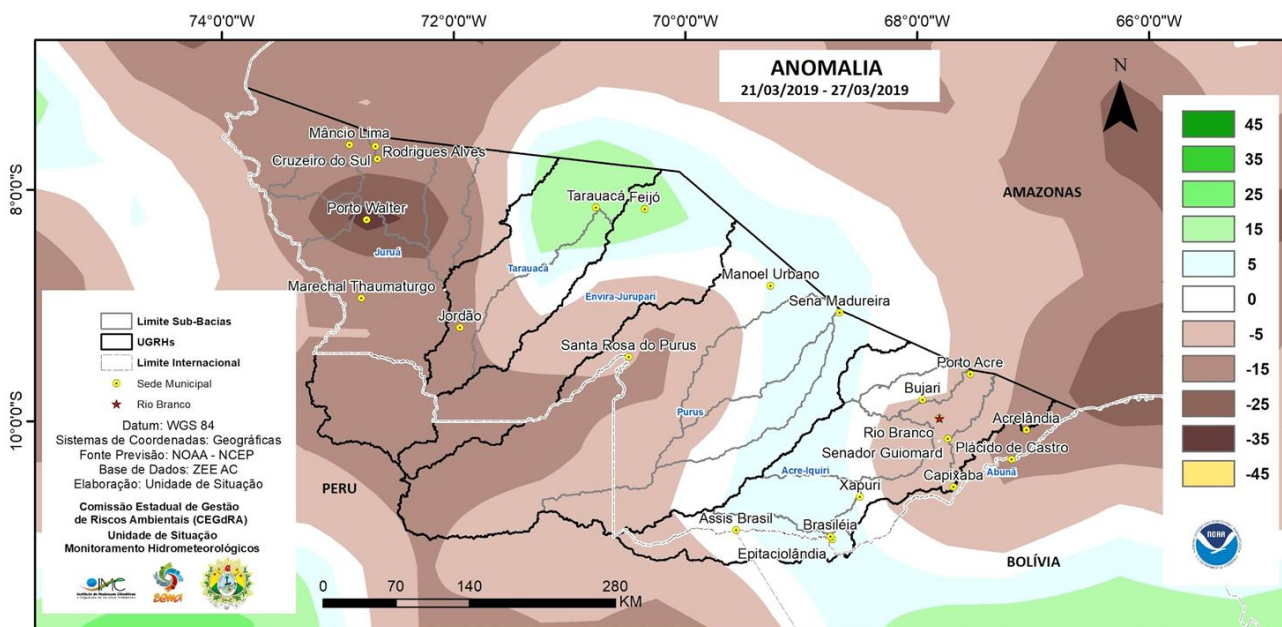 74°0'0"W
72°0'0"W
70°0'0"W
68°0'0"W
66°0'0"W
ANOMALIA
21/03/2019 - 27/03/2019
N
45
35
25
15
5
0
-5
-15
-25
-35
-45
NOAA
8°0'0"S
10°0'0"S
Mâncio Lima
Rodrigues Alves
Cruzeiro do Sul
Porto Walter
Juruá
Marechal Thaumaturgo
Jordão
Tarauacá
Feijó
Tarauacá
Envira-Jurupari
Manoel Urbano
Sena Madureira
Santa Rosa do Purus
Purus
AMAZONAS
Porto Acre
Bujari
Acrelândia
Rio Branco
Plácido de Castro
Senador Guiomard
Abunã
Acre-Iquiri
Capixaba
Xapuri
Assis Brasil
Brasiléia
Epitaciolândia
PERU
BOLÍVIA
Limite Sub-Bacias
UGRHs
Limite Internacional
Sede Municipal
Rio Branco
Datum: WGS 84
Sistemas de Coordenadas: Geográficas
Fonte Previsão: NOAA - NCEP
Base de Dados: ZEE AC
Elaboração: Unidade de Situação
Comissão Estadual de Gestão
de Riscos Ambientais (CEGdRA)
Unidade de Situação
Monitoramento Hidrometeorológicos
IMC
SEMA
0 70 140 280
KM